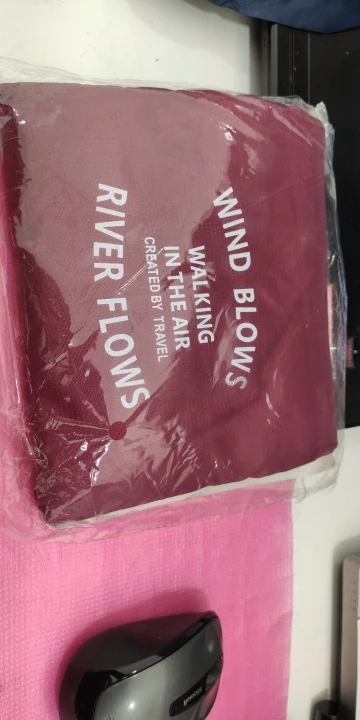 WIND BLOWS
WALKING
IN THE AIR
CREATED BY TRAVEL
RIVER FLOWS